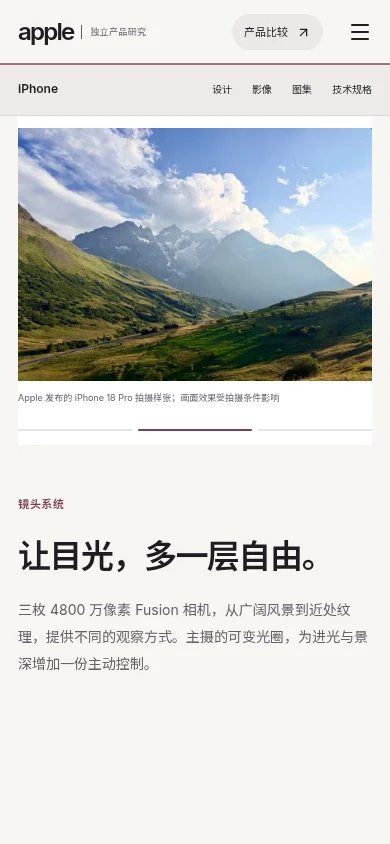 apple
独立产品研究
产品比较
iPhone
设计
影像
图集
技术规格
Apple 发布的 iPhone 18 Pro 拍摄样张；画面效果受拍摄条件影响
镜头系统
让目光，多一层自由。
三枚 4800 万像素 Fusion 相机，从广阔风景到近处纹
理，提供不同的观察方式。主摄的可变光圈，为进光与景
深增加一份主动控制。